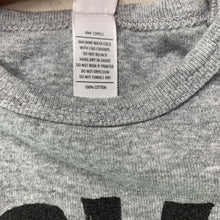 MACHINE WASH COLD
WITH LIKE COLOURS
DO NOT BLEACH
HANG DRY IN SHADE
DO NOT IRON IF PRINTED
DO NOT DRYCLEAN
DO NOT TUMBLE DRY
100% COTTON